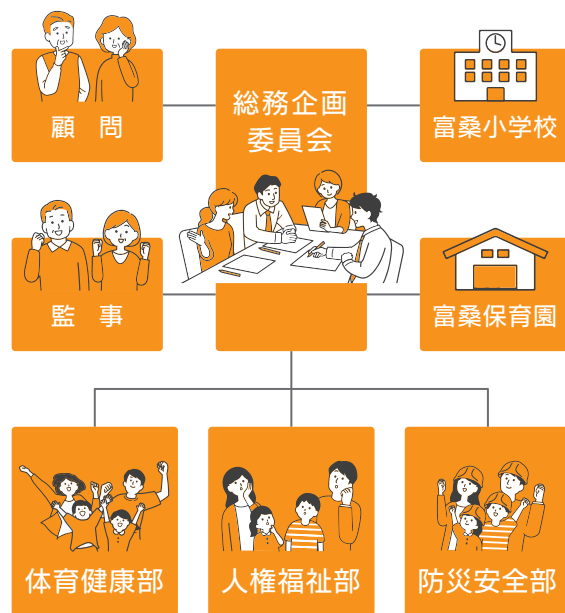 顧　問
総務企画
委員会
富桑小学校
監　事
富桑保育園
体育健康部
人権福祉部
防災安全部